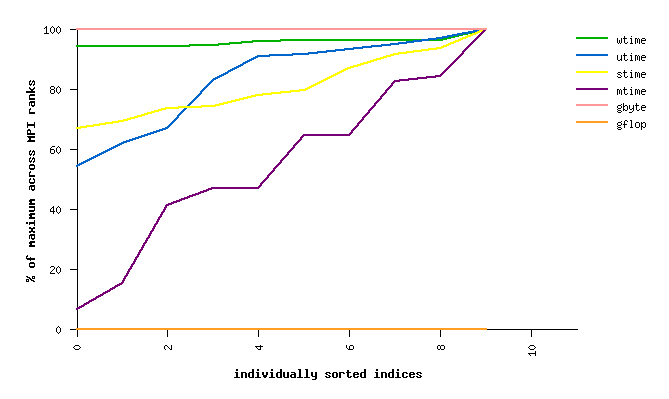 100
80
60
40
20
0
% of maximum across MPI ranks
0
2
4
6
8
10
individually sorted indices
wtime
utime
stime
mtime
gbyte
gflop